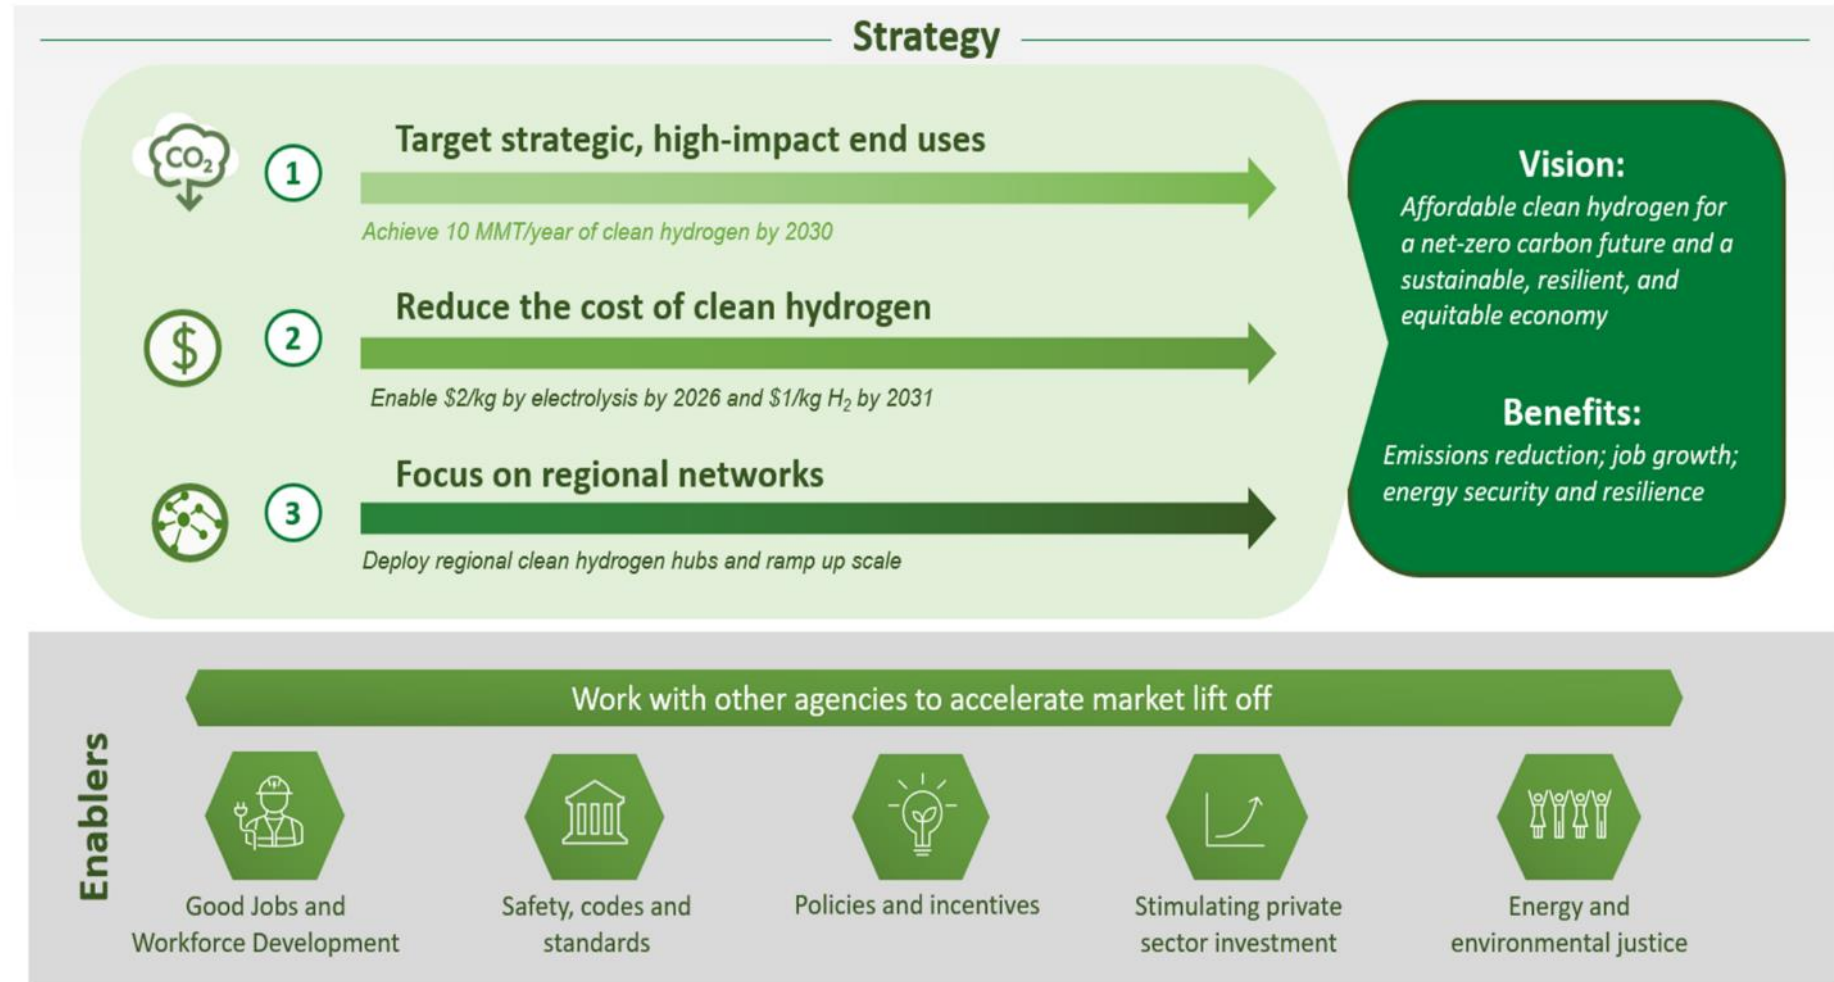 Strategy
CO₂
1
Target strategic, high-impact end uses
Achieve 10 MMT/year of clean hydrogen by 2030
$
2
Reduce the cost of clean hydrogen
Enable $2/kg by electrolysis by 2026 and $1/kg H₂ by 2031
3
Focus on regional networks
Deploy regional clean hydrogen hubs and ramp up scale
Vision:
Affordable clean hydrogen for
a net-zero carbon future and a
sustainable, resilient, and
equitable economy
Benefits:
Emissions reduction; job growth;
energy security and resilience
Enablers
Work with other agencies to accelerate market lift off
Good Jobs and
Workforce Development
Safety, codes and
standards
Policies and incentives
Stimulating private
sector investment
Energy and
environmental justice